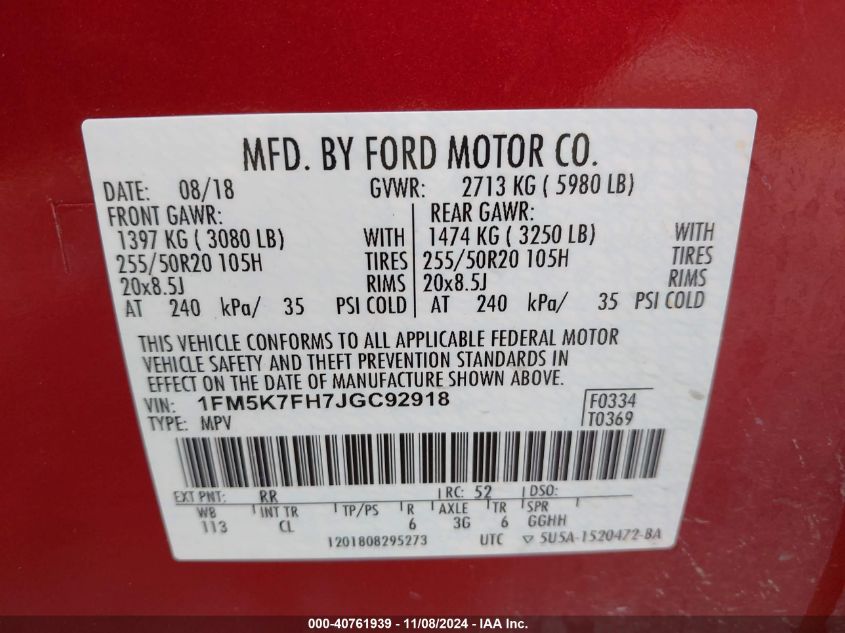 MFD. BY FORD MOTOR CO.
DATE: 08/18 GVWR: 2713 KG ( 5980 LB)
FRONT GAWR: REAR GAWR:
1397 KG ( 3080 LB) WITH 1474 KG ( 3250 LB) WITH
255/50R20 105H TIRES 255/50R20 105H TIRES
20x8.5J RIMS 20x8.5J RIMS
AT 240 kPa/ 35 PSI COLD AT 240 kPa/ 35 PSI COLD
THIS VEHICLE CONFORMS TO ALL APPLICABLE FEDERAL MOTOR
VEHICLE SAFETY AND THEFT PREVENTION STANDARDS IN
EFFECT ON THE DATE OF MANUFACTURE SHOWN ABOVE.
VIN: 1FM5K7FH7JGC92918 F0334
TYPE: MPV T0369
EXT PNT: RR RC: 52 DSO:
WB INT TR TP/PS R AXLE TR SPR
113 CL 6 3G 6 GGHH
1201808295273 UTC ▽ 5U5A-1520472-BA
000-40761939 - 11/08/2024 - IAA Inc.